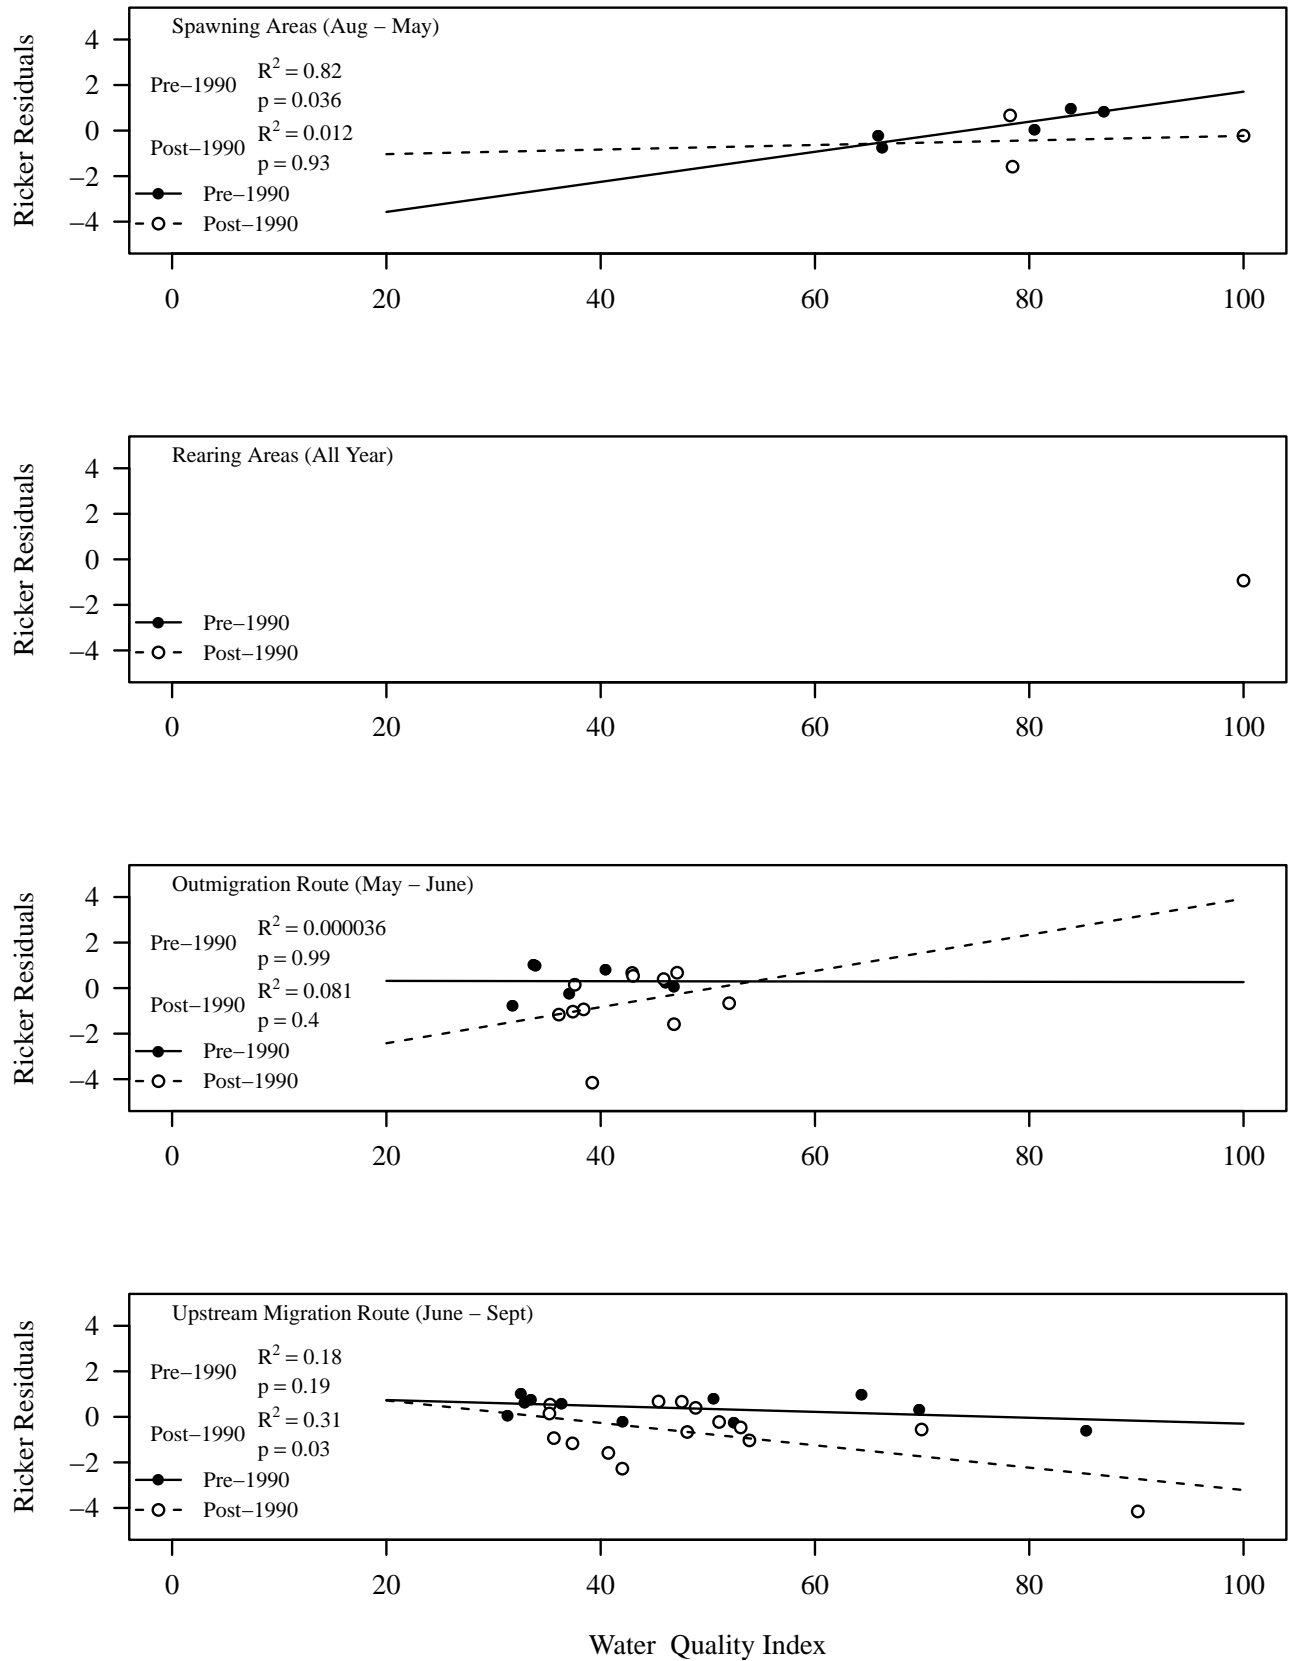 Spawning Areas (Aug – May)
Ricker Residuals
4
2
0
–2
–4
Pre–1990
R² = 0.82
p = 0.036
Post–1990
R² = 0.012
p = 0.93
Pre–1990
Post–1990
0 20 40 60 80 100
Rearing Areas (All Year)
Ricker Residuals
4
2
0
–2
–4
Pre–1990
Post–1990
0 20 40 60 80 100
Outmigration Route (May – June)
Ricker Residuals
4
2
0
–2
–4
Pre–1990
R² = 0.000036
p = 0.99
Post–1990
R² = 0.081
p = 0.4
Pre–1990
Post–1990
0 20 40 60 80 100
Upstream Migration Route (June – Sept)
Ricker Residuals
4
2
0
–2
–4
Pre–1990
R² = 0.18
p = 0.19
Post–1990
R² = 0.31
p = 0.03
Pre–1990
Post–1990
0 20 40 60 80 100
Water Quality Index